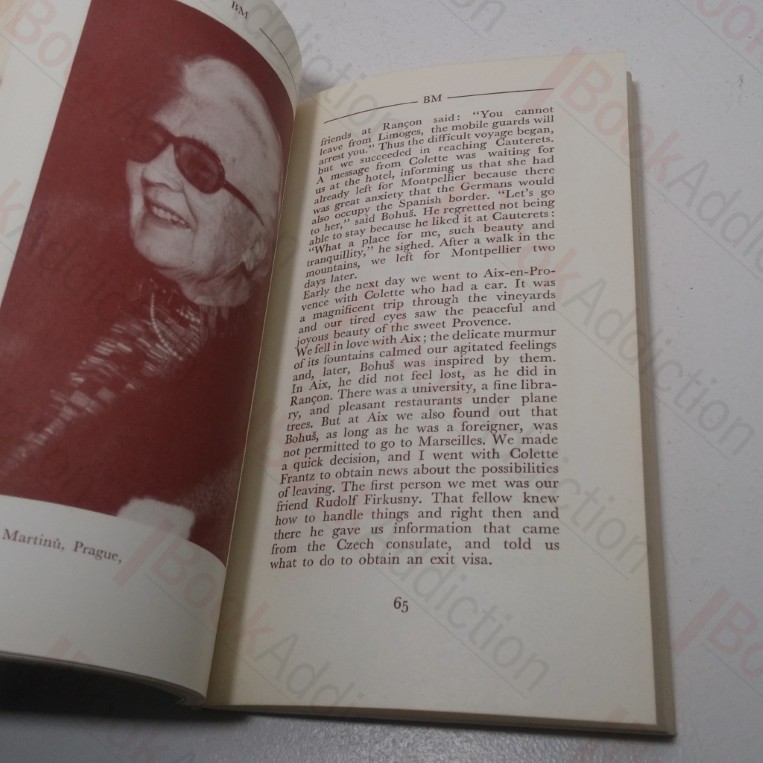 BM
Martinů, Prague,
BM
friends at Rançon said: "You cannot
leave from Limoges, the mobile guards will
arrest you." Thus the difficult voyage began,
but we succeeded in reaching Cauterets.
A message from Colette was waiting for
us at the hotel, informing us that she had
already left for Montpellier because there
was great anxiety that the Germans would
also occupy the Spanish border. "Let's go
to her," said Bohuš. He regretted not being
able to stay because he liked it at Cauterets:
"What a place for me, such beauty and
tranquillity," he sighed. After a walk in the
mountains, we left for Montpellier two
days later.
Early the next day we went to Aix-en-Pro-
vence with Colette who had a car. It was
a magnificent trip through the vineyards
and our tired eyes saw the peaceful and
joyous beauty of the sweet Provence.
We fell in love with Aix; the delicate murmur
of its fountains calmed our agitated feelings
and, later, Bohuš was inspired by them.
In Aix, he did not feel lost, as he did in
Rançon. There was a university, a fine libra-
ry, and pleasant restaurants under plane
trees. But at Aix we also found out that
Bohuš, as long as he was a foreigner, was
not permitted to go to Marseilles. We made
a quick decision, and I went with Colette
Frantz to obtain news about the possibilities
of leaving. The first person we met was our
friend Rudolf Firkusny. That fellow knew
how to handle things and right then and
there he gave us information that came
from the Czech consulate, and told us
what to do to obtain an exit visa.
65
BookAddiction